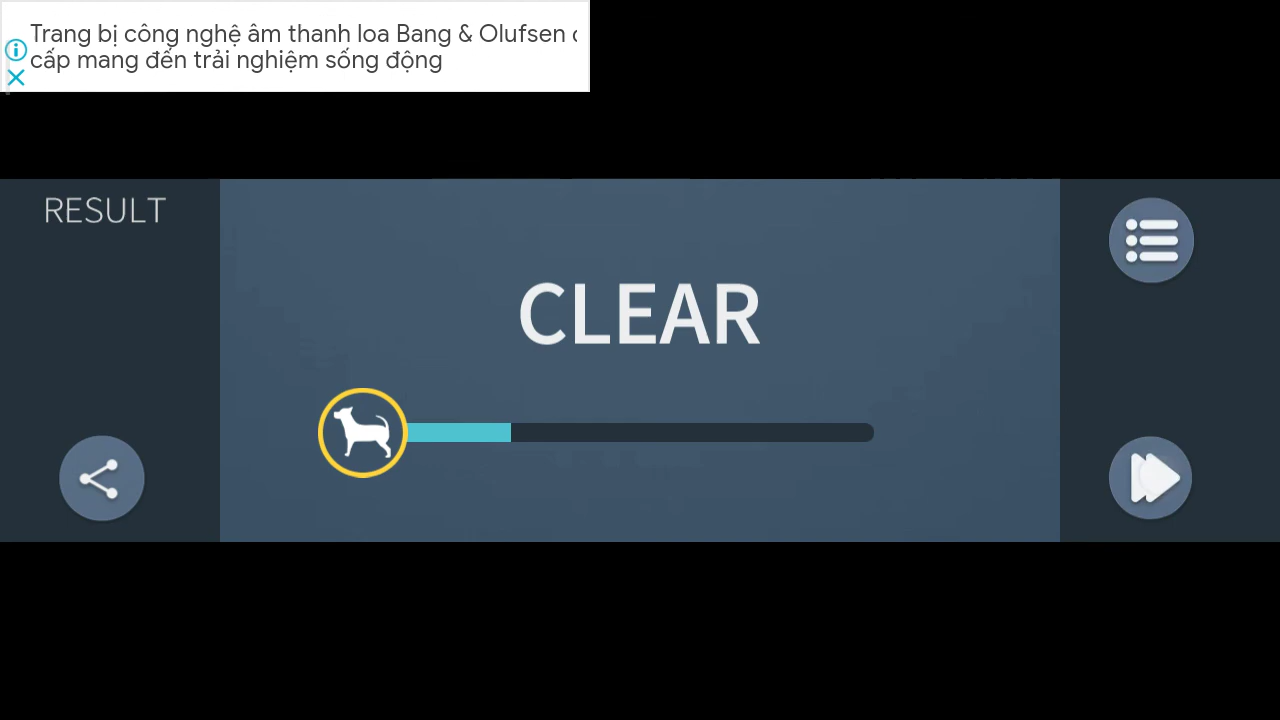 Trang bị công nghệ âm thanh loa Bang & Olufsen
cấp mang đến trải nghiệm sống động
RESULT
CLEAR